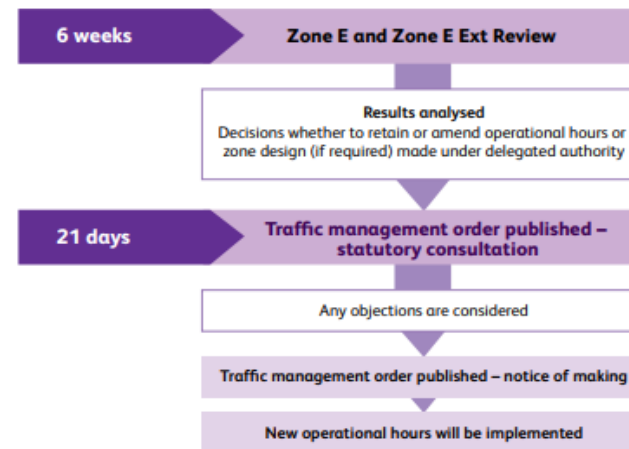 6 weeks
Zone E and Zone E Ext Review
Results analysed
Decisions whether to retain or amend operational hours or
zone design (if required) made under delegated authority
21 days
Traffic management order published –
statutory consultation
Any objections are considered
Traffic management order published – notice of making
New operational hours will be implemented